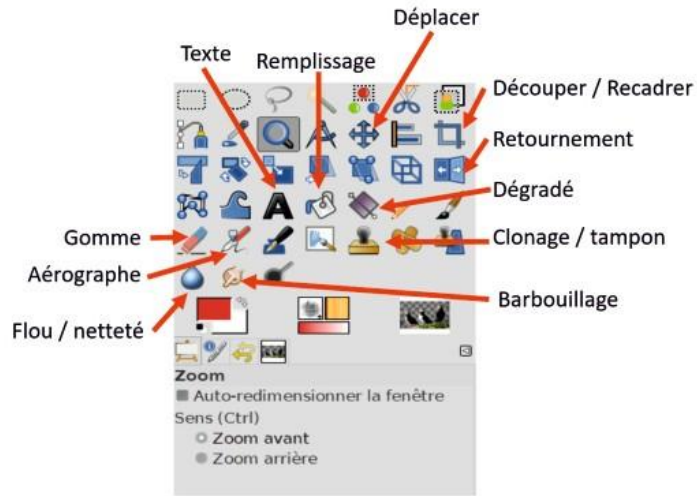 Déplacer
Texte
Remplissage
Découper / Recadrer
Retournement
Dégradé
Gomme
Clonage / tampon
Aérographe
Barbouillage
Flou / netteté
Zoom
Auto-redimensionner la fenêtre
Sens (Ctrl)
Zoom avant
Zoom arrière